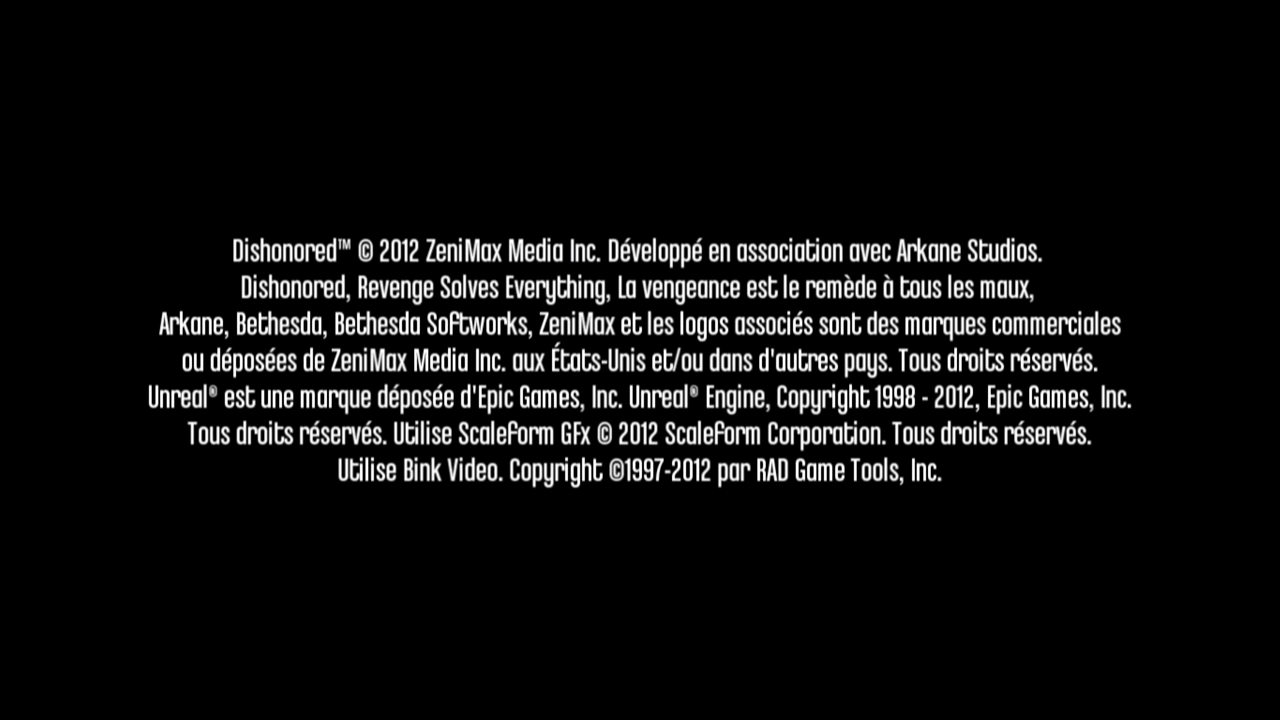 Dishonored™ © 2012 ZeniMax Media Inc. Développé en association avec Arkane Studios.
Dishonored, Revenge Solves Everything, La vengeance est le remède à tous les maux,
Arkane, Bethesda, Bethesda Softworks, ZeniMax et les logos associés sont des marques commerciales
ou déposées de ZeniMax Media Inc. aux États-Unis et/ou dans d'autres pays. Tous droits réservés.
Unreal® est une marque déposée d'Epic Games, Inc. Unreal® Engine, Copyright 1998 - 2012, Epic Games, Inc.
Tous droits réservés. Utilise Scaleform GFx © 2012 Scaleform Corporation. Tous droits réservés.
Utilise Bink Video. Copyright ©1997-2012 par RAD Game Tools, Inc.